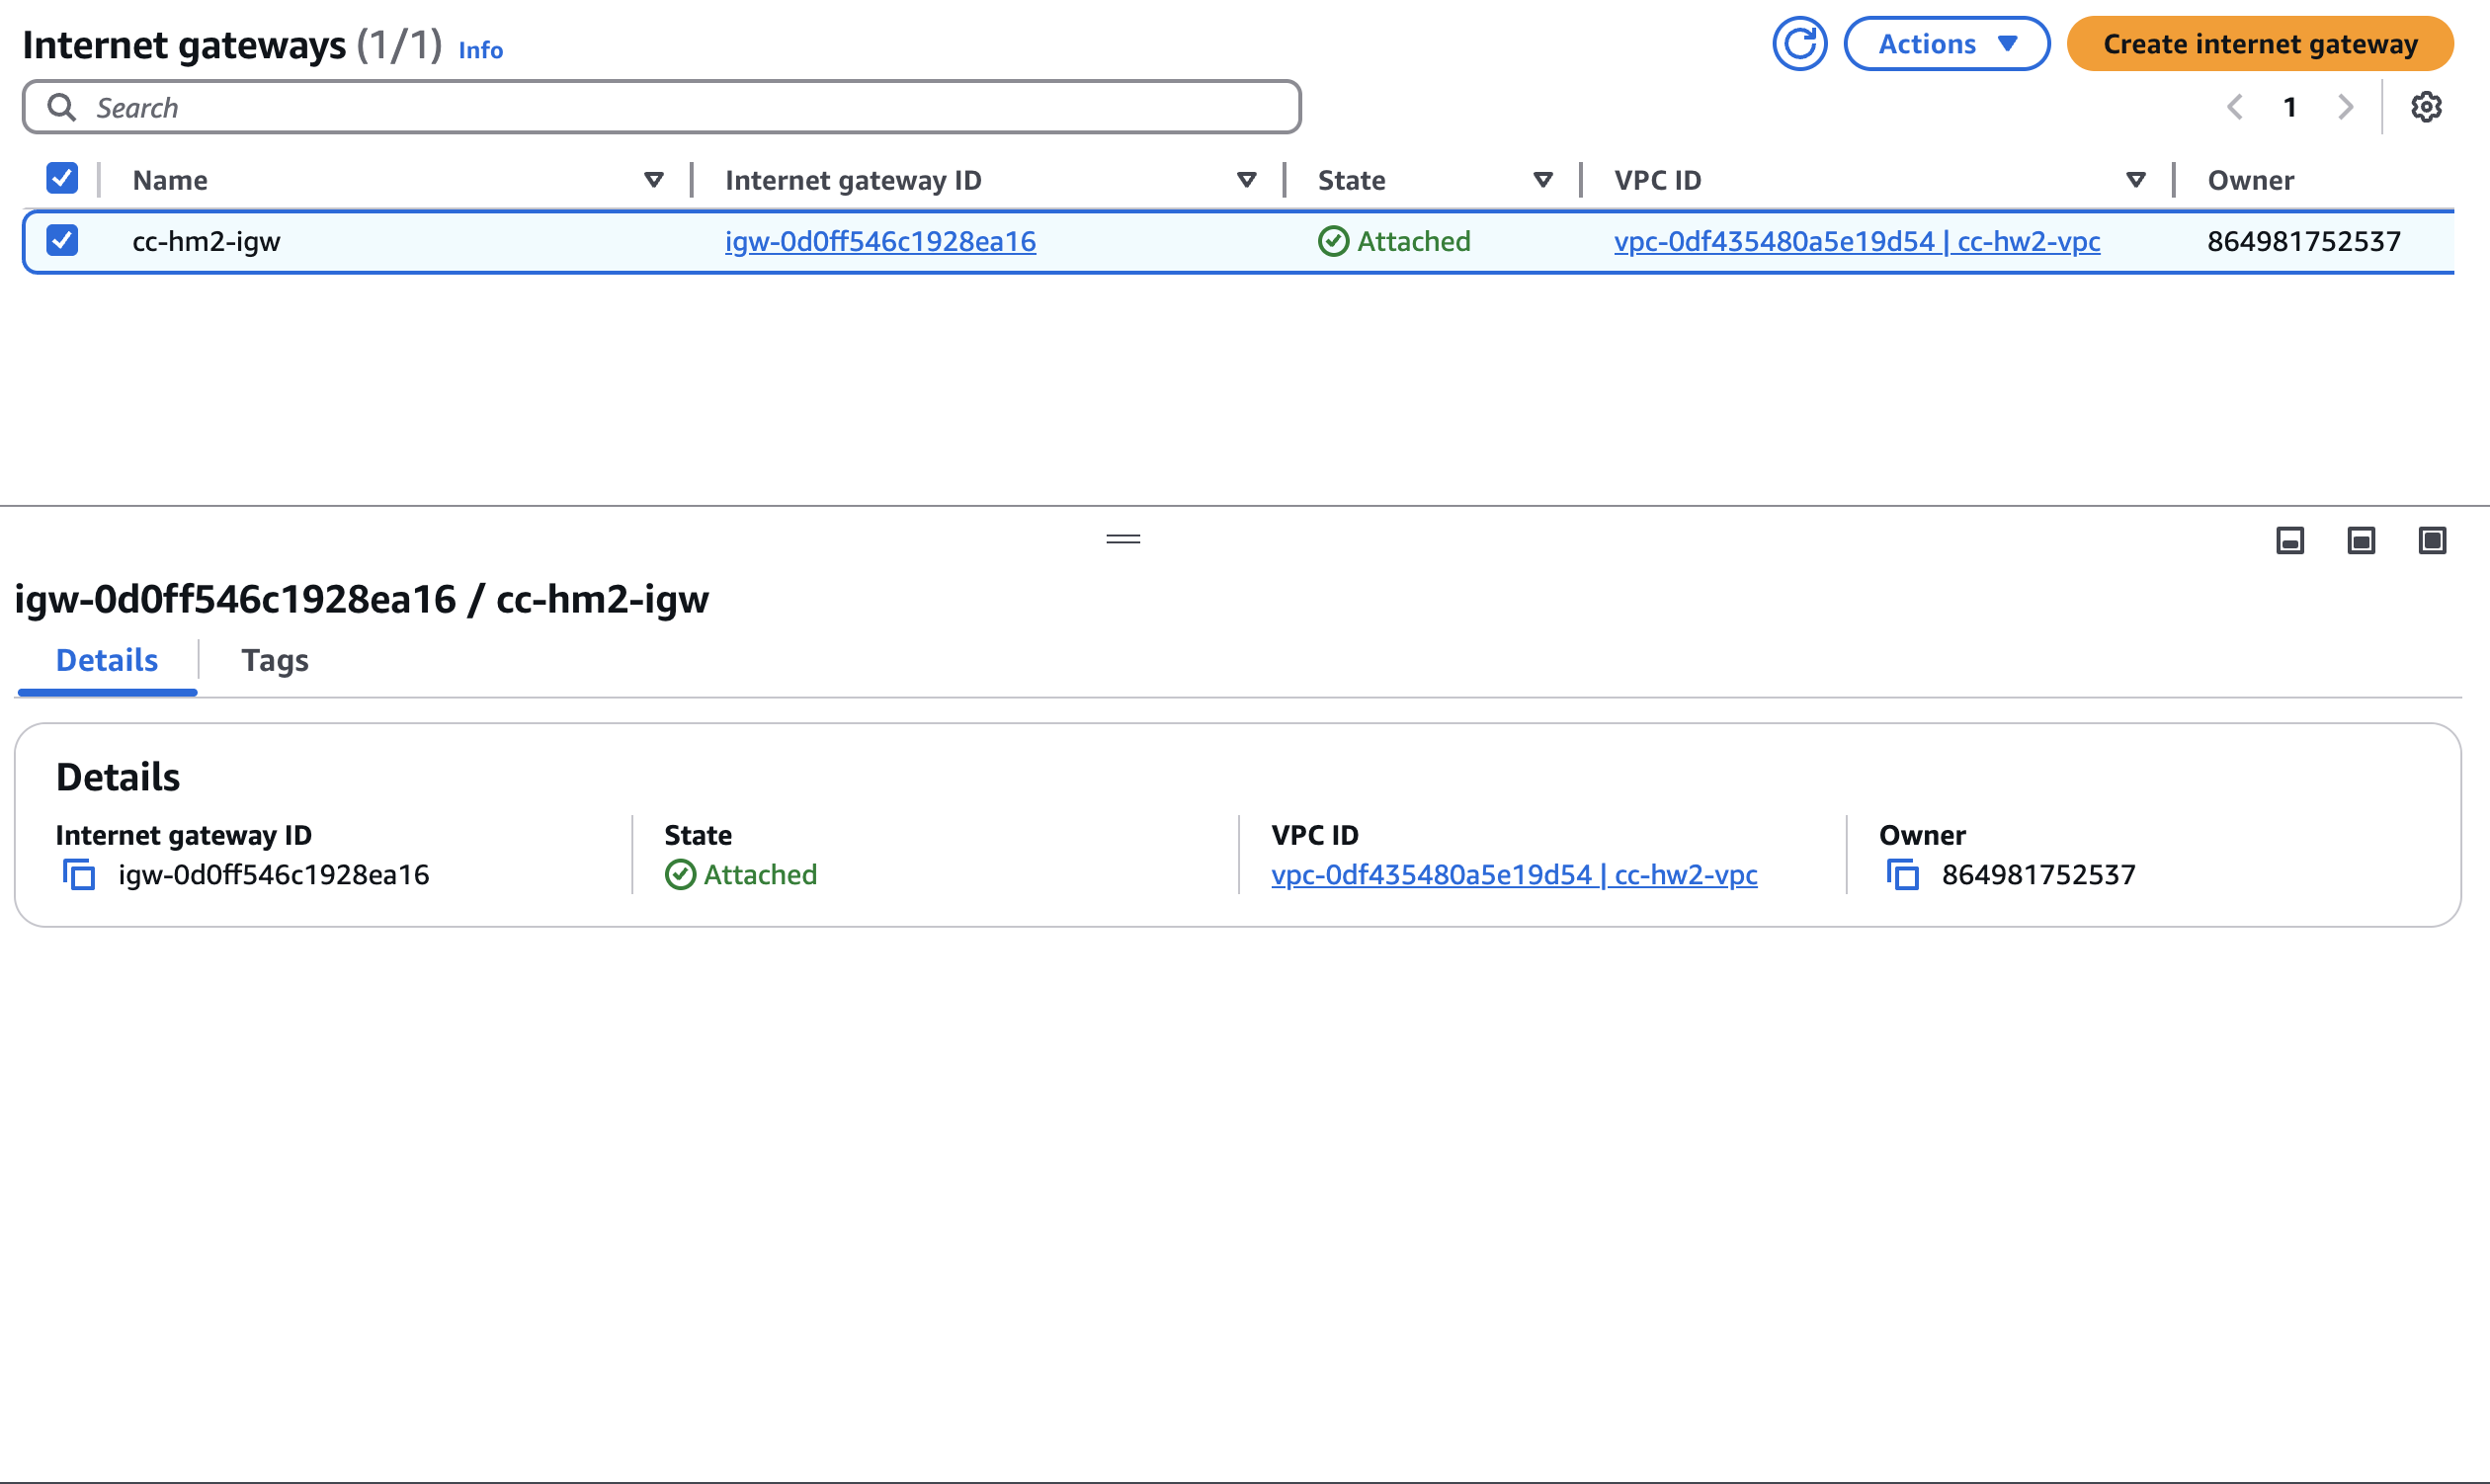 Internet gateways (1/1) Info
Actions
Create internet gateway
Search
1
Name Internet gateway ID State VPC ID Owner
cc-hm2-igw igw-0d0ff546c1928ea16 Attached vpc-0df435480a5e19d54 | cc-hw2-vpc 864981752537
igw-0d0ff546c1928ea16 / cc-hm2-igw
Details Tags
Details
Internet gateway ID State VPC ID Owner
igw-0d0ff546c1928ea16 Attached vpc-0df435480a5e19d54 | cc-hw2-vpc 864981752537